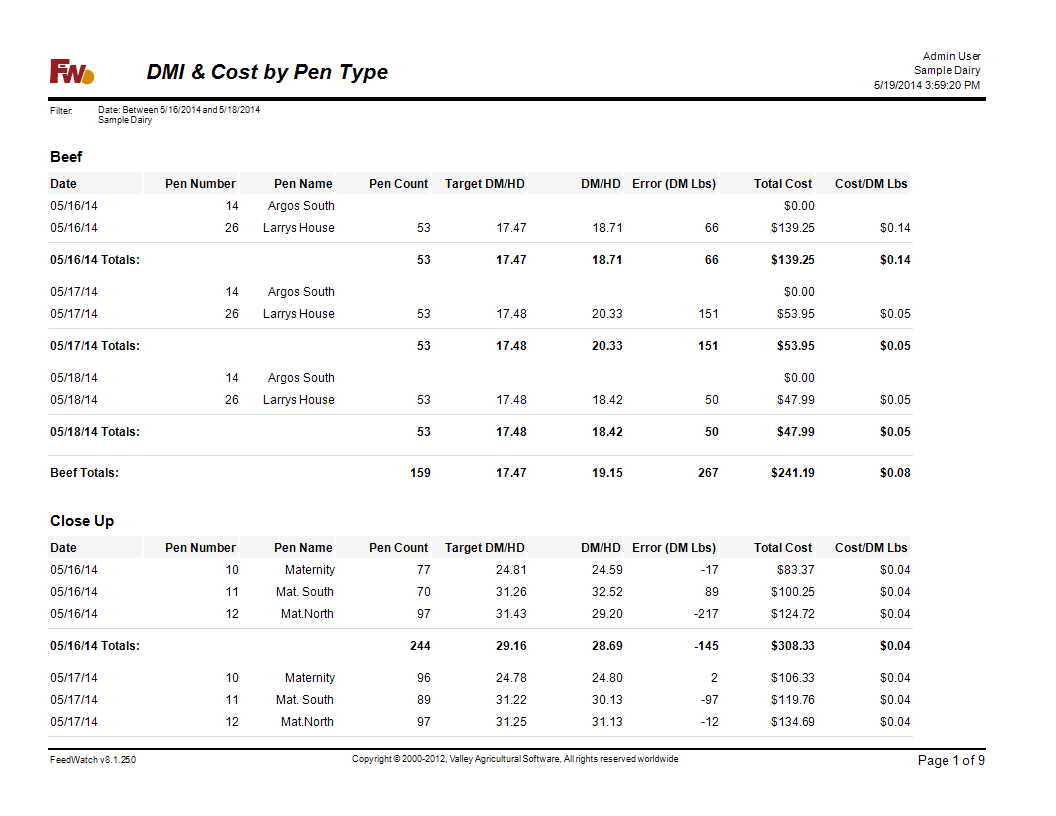 FW
DMI & Cost by Pen Type
Admin User
Sample Dairy
5/19/2014 3:59:20 PM
Filter: Date: Between 5/16/2014 and 5/18/2014
Sample Dairy
Beef
Date Pen Number Pen Name Pen Count Target DM/HD DM/HD Error (DM Lbs) Total Cost Cost/DM Lbs
05/16/14 14 Argos South $0.00
05/16/14 26 Larrys House 53 17.47 18.71 66 $139.25 $0.14
05/16/14 Totals: 53 17.47 18.71 66 $139.25 $0.14
05/17/14 14 Argos South $0.00
05/17/14 26 Larrys House 53 17.48 20.33 151 $53.95 $0.05
05/17/14 Totals: 53 17.48 20.33 151 $53.95 $0.05
05/18/14 14 Argos South $0.00
05/18/14 26 Larrys House 53 17.48 18.42 50 $47.99 $0.05
05/18/14 Totals: 53 17.48 18.42 50 $47.99 $0.05
Beef Totals: 159 17.47 19.15 267 $241.19 $0.08
Close Up
Date Pen Number Pen Name Pen Count Target DM/HD DM/HD Error (DM Lbs) Total Cost Cost/DM Lbs
05/16/14 10 Maternity 77 24.81 24.59 -17 $83.37 $0.04
05/16/14 11 Mat. South 70 31.26 32.52 89 $100.25 $0.04
05/16/14 12 Mat.North 97 31.43 29.20 -217 $124.72 $0.04
05/16/14 Totals: 244 29.16 28.69 -145 $308.33 $0.04
05/17/14 10 Maternity 96 24.78 24.80 2 $106.33 $0.04
05/17/14 11 Mat. South 89 31.22 30.13 -97 $119.76 $0.04
05/17/14 12 Mat.North 97 31.25 31.13 -12 $134.69 $0.04
FeedWatch v8.1.25.0 Copyright © 2000-2012, Valley Agricultural Software, All rights reserved worldwide Page 1 of 9